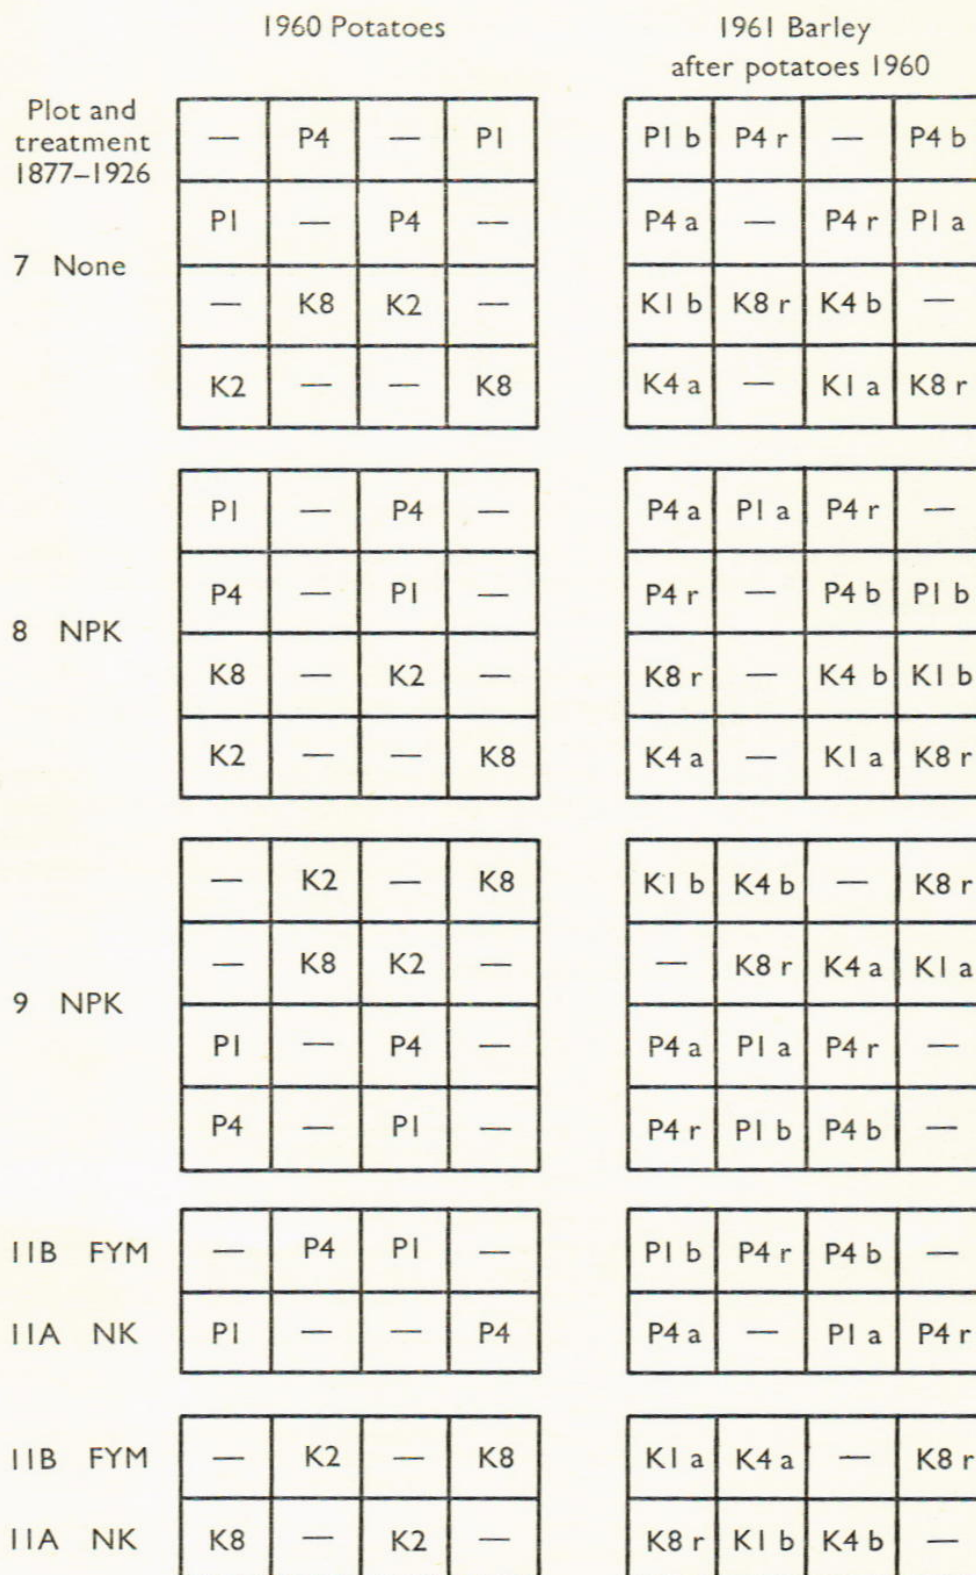 1960 Potatoes 1961 Barley
after potatoes 1960
Plot and
treatment
1877–1926
— P4 — P1 P1 b P4 r — P4 b
P1 — P4 — P4 a — P4 r P1 a
7 None
— K8 K2 — K1 b K8 r K4 b —
K2 — — K8 K4 a — K1 a K8 r
P1 — P4 — P4 a P1 a P4 r —
P4 — P1 — P4 r — P4 b P1 b
8 NPK
K8 — K2 — K8 r — K4 b K1 b
K2 — — K8 K4 a — K1 a K8 r
— K2 — K8 K1 b K4 b — K8 r
— K8 K2 — — K8 r K4 a K1 a
9 NPK
P1 — P4 — P4 a P1 a P4 r —
P4 — P1 — P4 r P1 b P4 b —
11B FYM — P4 P1 — P1 b P4 r P4 b —
11A NK P1 — — P4 P4 a — P1 a P4 r
11B FYM — K2 — K8 K1 a K4 a — K8 r
11A NK K8 — K2 — K8 r K1 b K4 b —